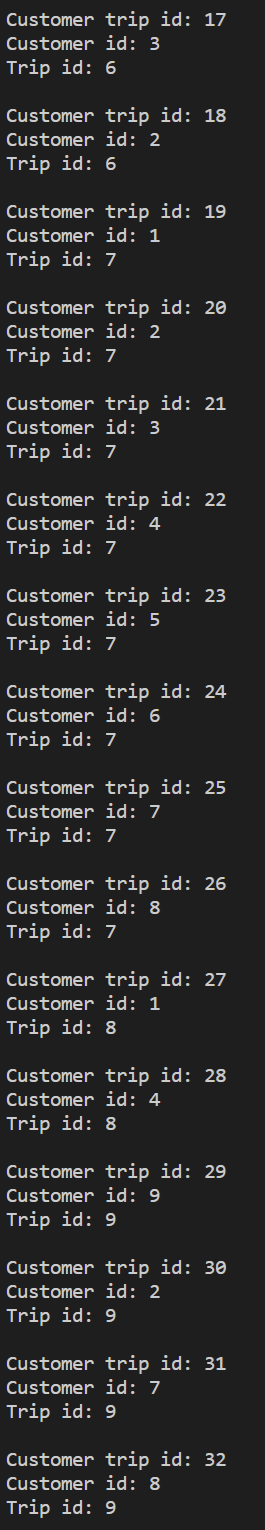 Customer trip id: 17
Customer id: 3
Trip id: 6
Customer trip id: 18
Customer id: 2
Trip id: 6
Customer trip id: 19
Customer id: 1
Trip id: 7
Customer trip id: 20
Customer id: 2
Trip id: 7
Customer trip id: 21
Customer id: 3
Trip id: 7
Customer trip id: 22
Customer id: 4
Trip id: 7
Customer trip id: 23
Customer id: 5
Trip id: 7
Customer trip id: 24
Customer id: 6
Trip id: 7
Customer trip id: 25
Customer id: 7
Trip id: 7
Customer trip id: 26
Customer id: 8
Trip id: 7
Customer trip id: 27
Customer id: 1
Trip id: 8
Customer trip id: 28
Customer id: 4
Trip id: 8
Customer trip id: 29
Customer id: 9
Trip id: 9
Customer trip id: 30
Customer id: 2
Trip id: 9
Customer trip id: 31
Customer id: 7
Trip id: 9
Customer trip id: 32
Customer id: 8
Trip id: 9